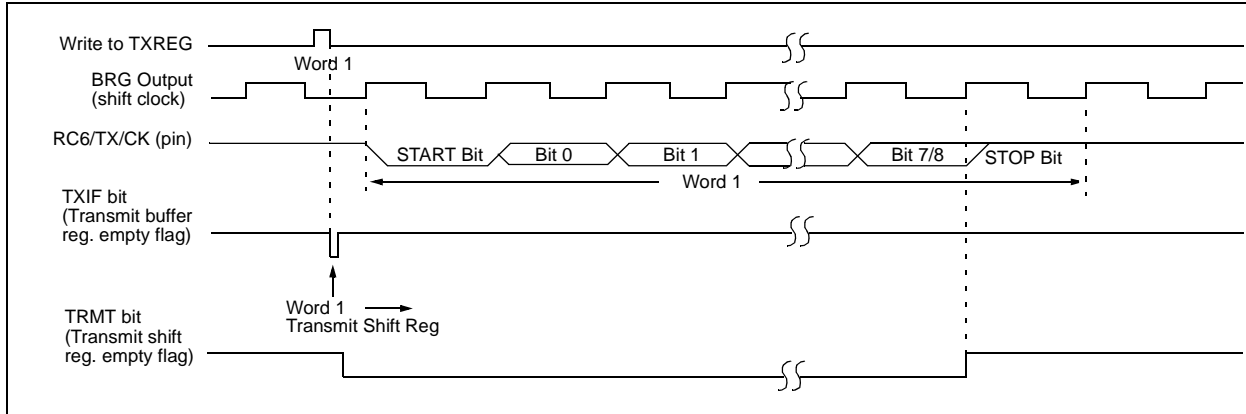 Write to TXREG
Word 1
BRG Output
(shift clock)
RC6/TX/CK (pin)
START Bit
Bit 0
Bit 1
Bit 7/8
STOP Bit
Word 1
TXIF bit
(Transmit buffer
reg. empty flag)
Word 1
Transmit Shift Reg
TRMT bit
(Transmit shift
reg. empty flag)